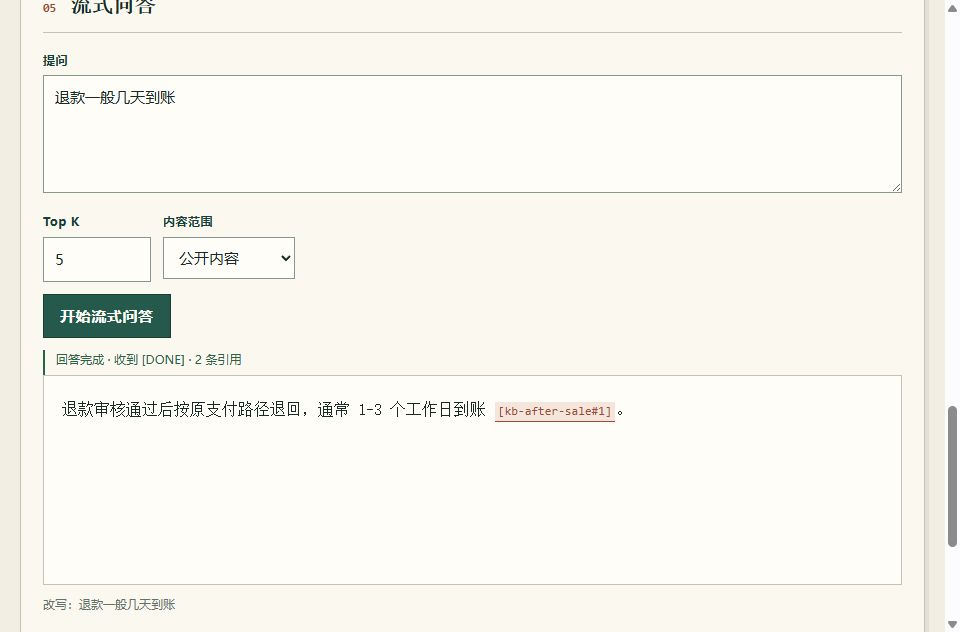 05 流式问答
提问
退款一般几天到账
Top K 内容范围
5 公开内容
开始流式问答
回答完成 · 收到 [DONE] · 2 条引用
退款审核通过后按原支付路径退回，通常 1-3 个工作日到账 [kb-after-sale#1]。
改写：退款一般几天到账